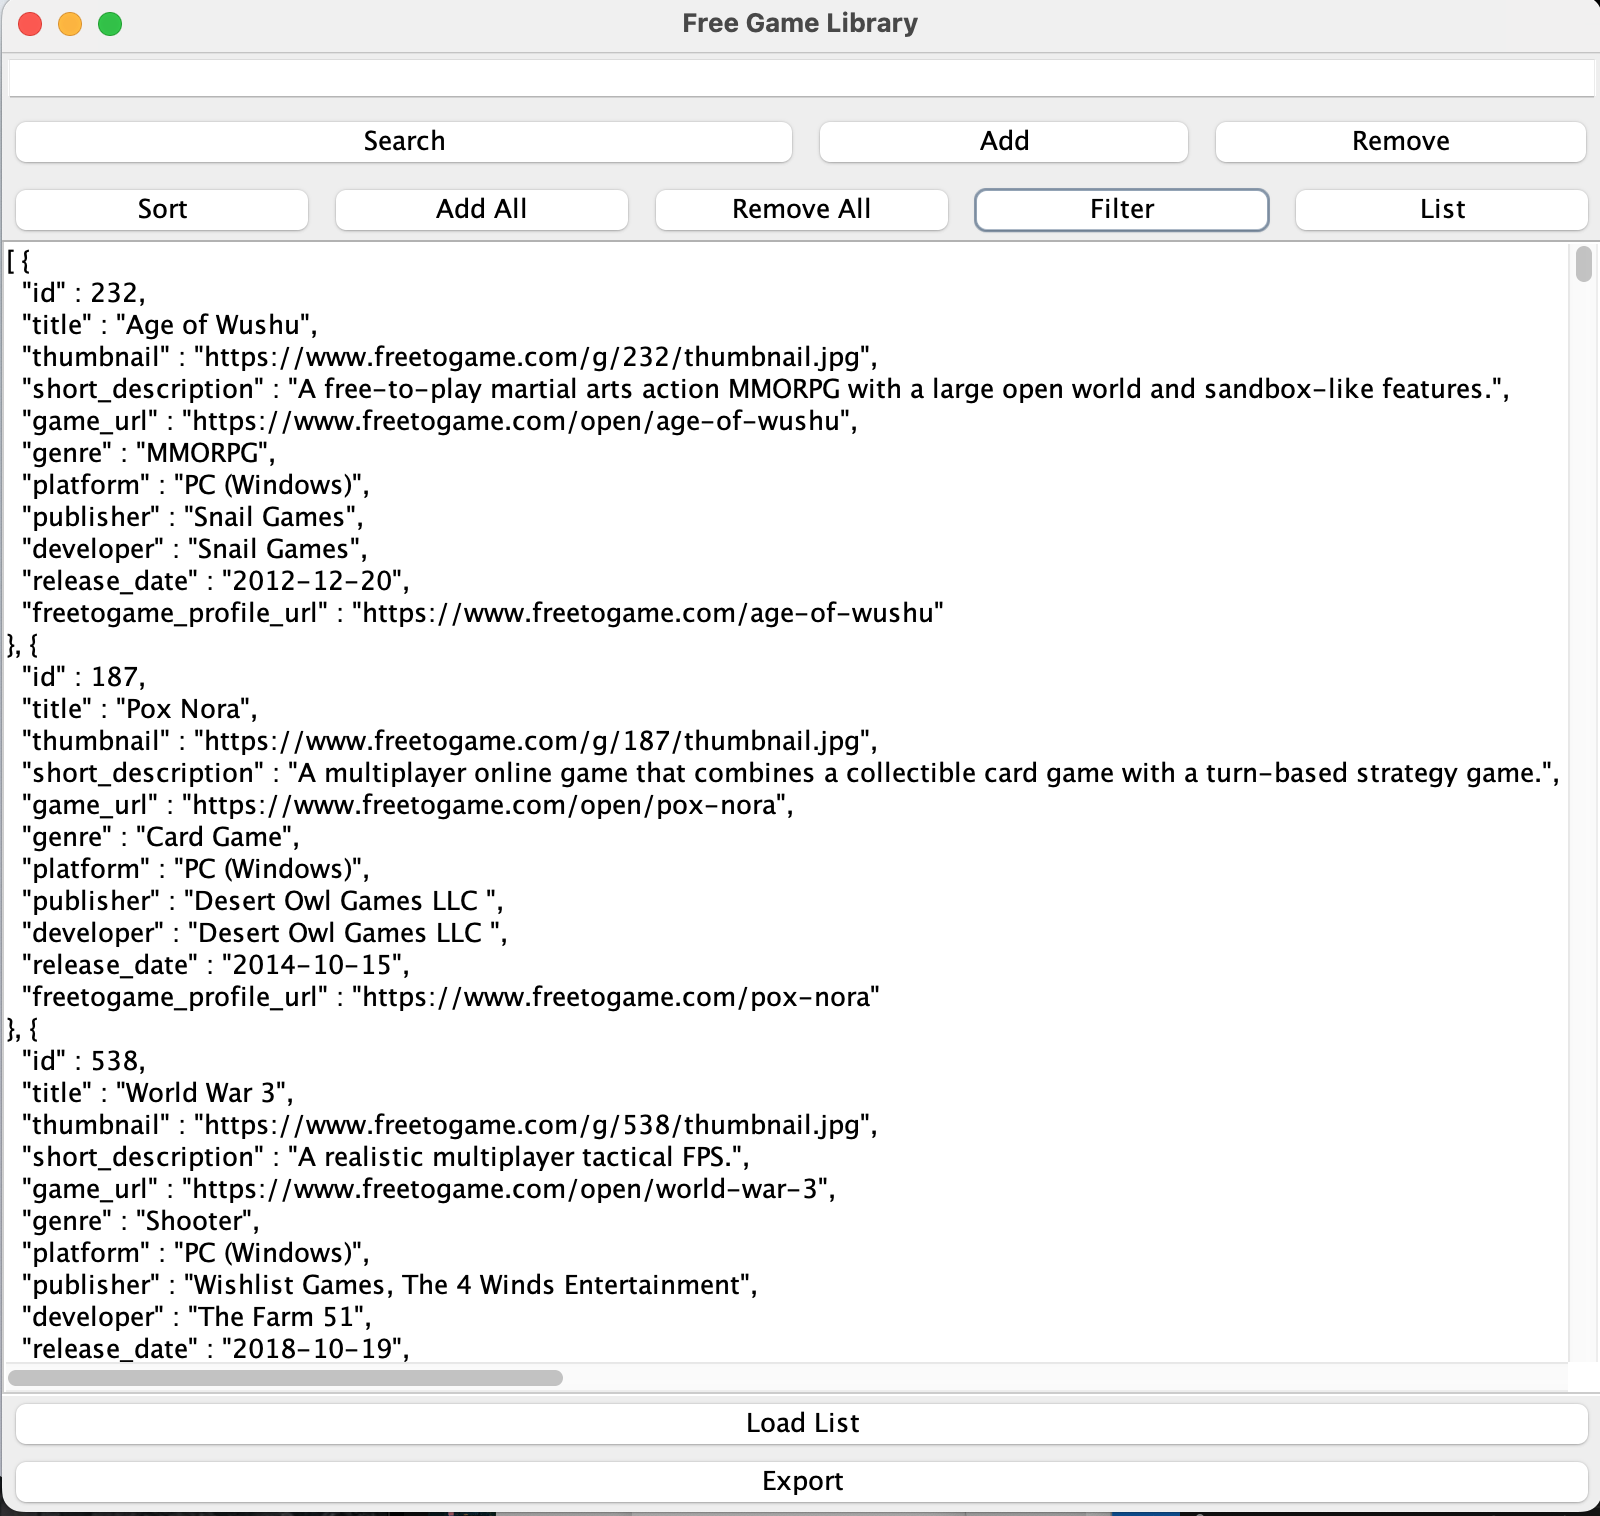 Free Game Library
Search Add Remove
Sort Add All Remove All Filter List
[ {
  "id" : 232,
  "title" : "Age of Wushu",
  "thumbnail" : "https://www.freetogame.com/g/232/thumbnail.jpg",
  "short_description" : "A free-to-play martial arts action MMORPG with a large open world and sandbox-like features.",
  "game_url" : "https://www.freetogame.com/open/age-of-wushu",
  "genre" : "MMORPG",
  "platform" : "PC (Windows)",
  "publisher" : "Snail Games",
  "developer" : "Snail Games",
  "release_date" : "2012-12-20",
  "freetogame_profile_url" : "https://www.freetogame.com/age-of-wushu"
}, {
  "id" : 187,
  "title" : "Pox Nora",
  "thumbnail" : "https://www.freetogame.com/g/187/thumbnail.jpg",
  "short_description" : "A multiplayer online game that combines a collectible card game with a turn-based strategy game.",
  "game_url" : "https://www.freetogame.com/open/pox-nora",
  "genre" : "Card Game",
  "platform" : "PC (Windows)",
  "publisher" : "Desert Owl Games LLC ",
  "developer" : "Desert Owl Games LLC ",
  "release_date" : "2014-10-15",
  "freetogame_profile_url" : "https://www.freetogame.com/pox-nora"
}, {
  "id" : 538,
  "title" : "World War 3",
  "thumbnail" : "https://www.freetogame.com/g/538/thumbnail.jpg",
  "short_description" : "A realistic multiplayer tactical FPS.",
  "game_url" : "https://www.freetogame.com/open/world-war-3",
  "genre" : "Shooter",
  "platform" : "PC (Windows)",
  "publisher" : "Wishlist Games, The 4 Winds Entertainment",
  "developer" : "The Farm 51",
  "release_date" : "2018-10-19",
Load List
Export